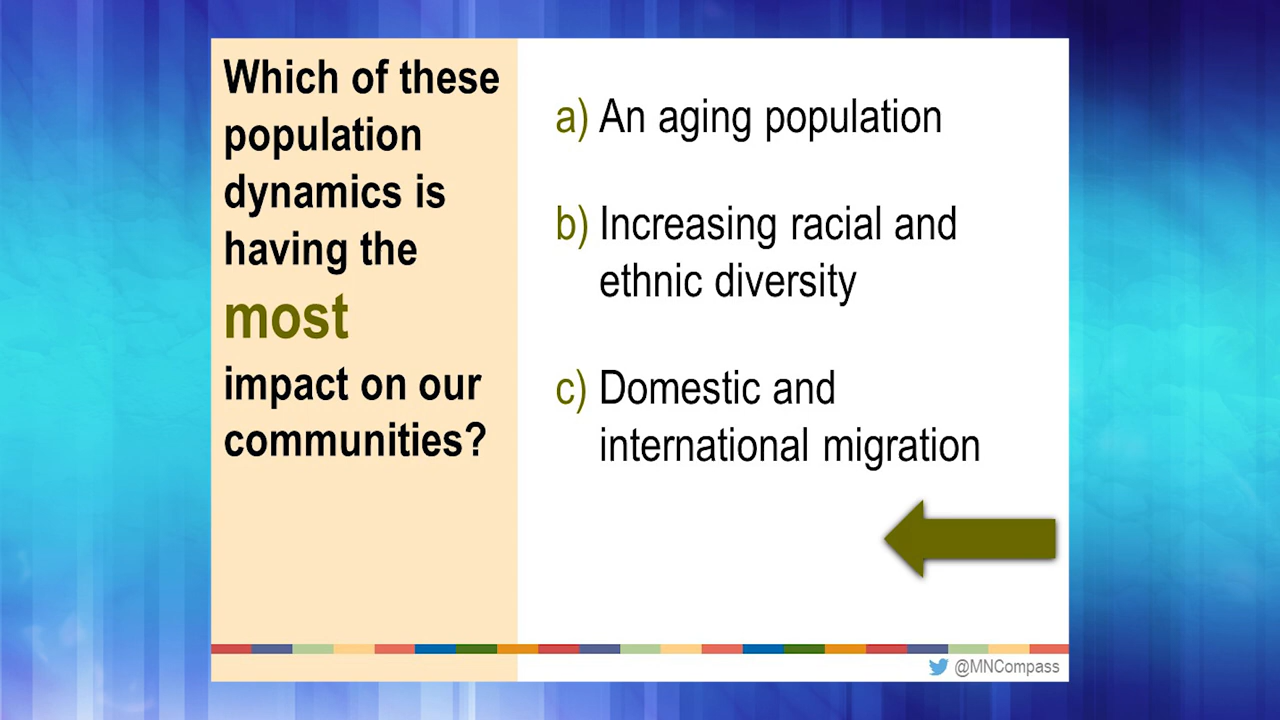 Which of these
population
dynamics is
having the
most
impact on our
communities?
a) An aging population
b) Increasing racial and
ethnic diversity
c) Domestic and
international migration
@MNCompass